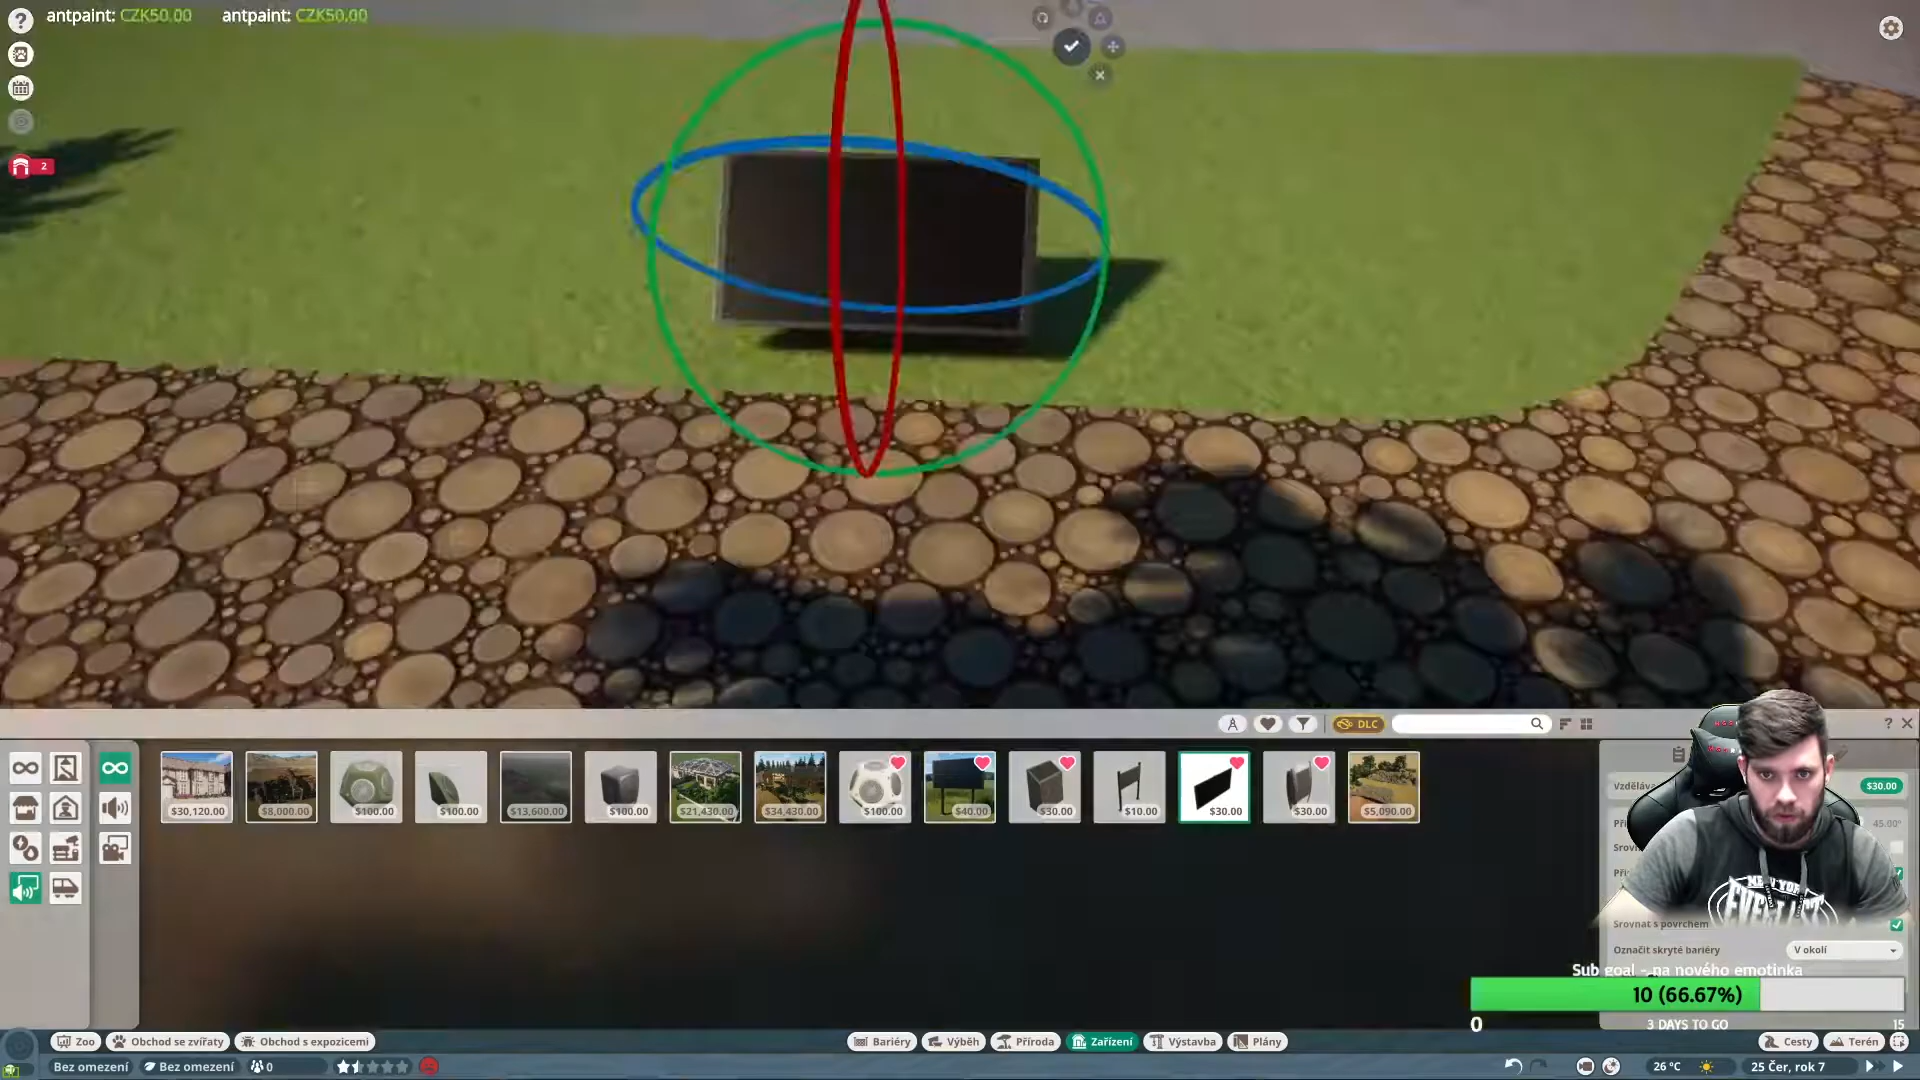 antpaint: CZK50.00 antpaint: CZK50.00
2
DLC
$30,120.00
$8,000.00
$100.00
$100.00
$13,600.00
$100.00
$21,430.00
$34,430.00
$100.00
$40.00
$30.00
$10.00
$30.00
$30.00
$5,090.00
$30.00
45.00°
NEW YORK
Srovnat s povrchem
Označit skryté bariéry
V okolí
Sub goal - na nového emotinka
10 (66.67%)
0
3 DAYS TO GO
15
Zoo
Obchod se zvířaty
Obchod s expozicemi
Bariéry
Výběh
Příroda
Zařízení
Výstavba
Plány
Cesty
Terén
Bez omezení
Bez omezení
0
26 °C
25 Čer, rok 7